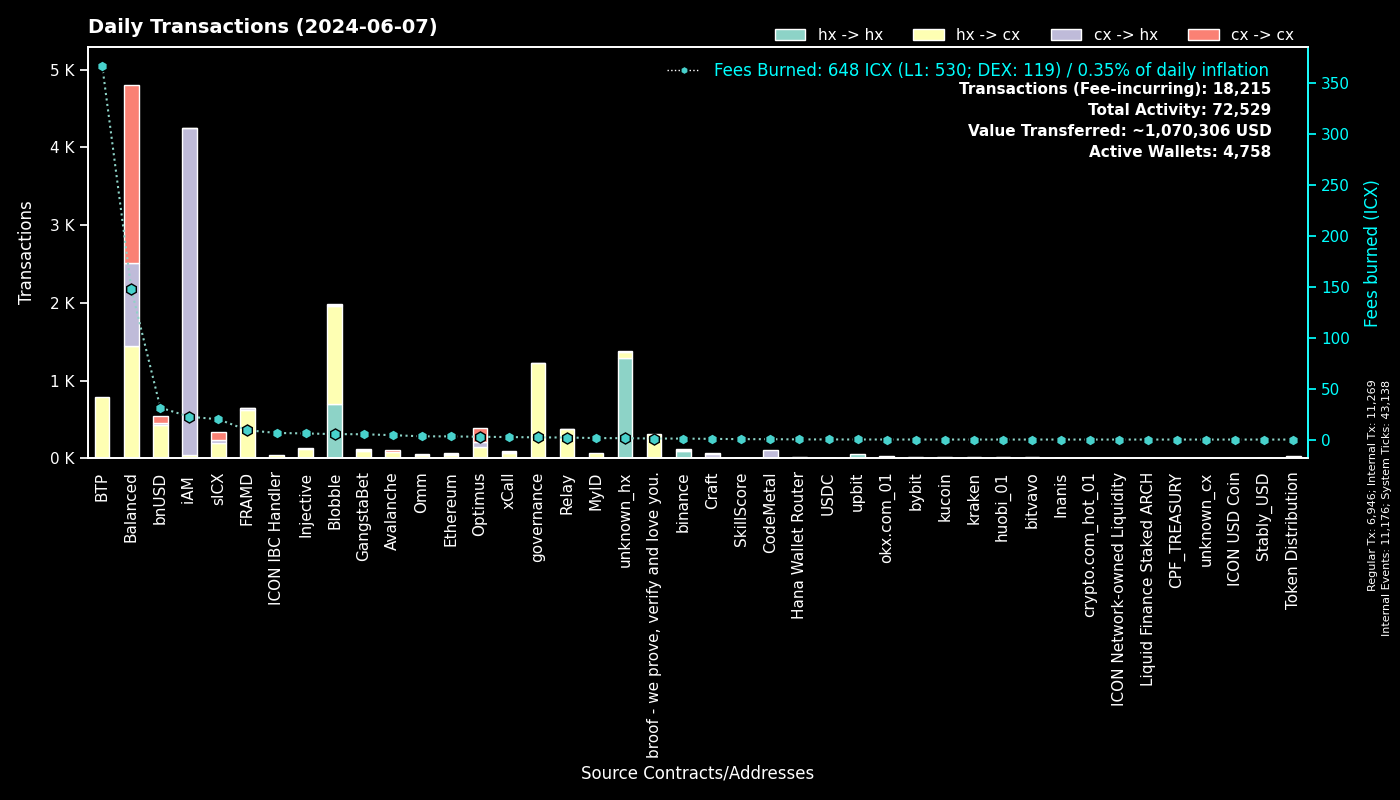 Daily Transactions (2024-06-07)
hx -> hx
hx -> cx
cx -> hx
cx -> cx
Fees Burned: 648 ICX (L1: 530; DEX: 119) / 0.35% of daily inflation
Transactions (Fee-incurring): 18,215
Total Activity: 72,529
Value Transferred: ~1,070,306 USD
Active Wallets: 4,758
Transactions
5 K
4 K
3 K
2 K
1 K
0 K
350
300
250
200
150
100
50
0
Fees burned (ICX)
Regular Tx: 6,946; Internal Tx: 11,269
Internal Events: 11,176; System Ticks: 43,138
BTP
Balanced
bnUSD
iAM
sICX
FRAMD
ICON IBC Handler
Injective
Blobble
GangstaBet
Avalanche
Omm
Ethereum
Optimus
xCall
governance
Relay
MyID
unknown_hx
broof - we prove, verify and love you.
binance
Craft
SkillScore
CodeMetal
Hana Wallet Router
USDC
upbit
okx.com_01
bybit
kucoin
kraken
huobi_01
bitvavo
Inanis
crypto.com_hot_01
ICON Network-owned Liquidity
Liquid Finance Staked ARCH
CPF_TREASURY
unknown_cx
ICON USD Coin
Stably_USD
Token Distribution
Source Contracts/Addresses